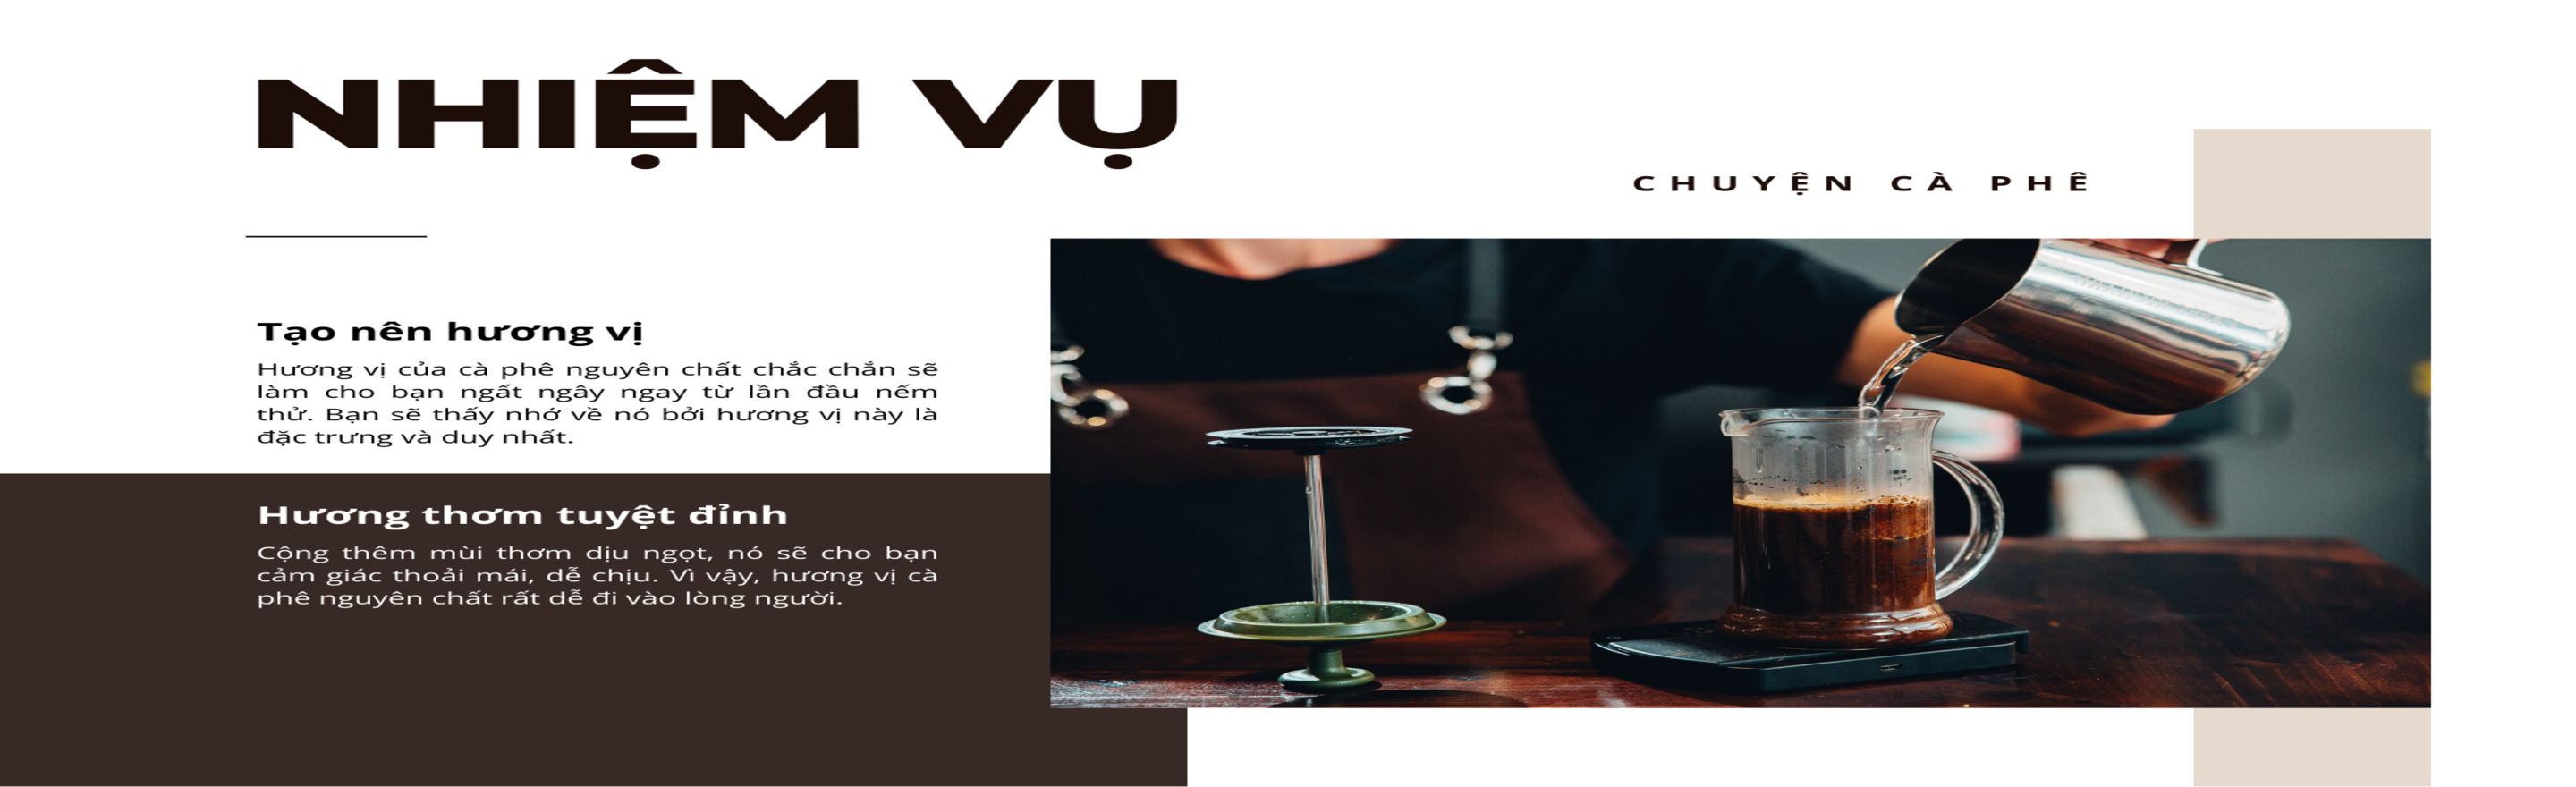 NHIỆM VỤ
CHUYỆN CÀ PHÊ
Tạo nên hương vị
Hương vị của cà phê nguyên chất chắc chắn sẽ
làm cho bạn ngất ngây ngay từ lần đầu nếm
thử. Bạn sẽ thấy nhớ về nó bởi hương vị này là
đặc trưng và duy nhất.
Hương thơm tuyệt đỉnh
Cộng thêm mùi thơm dịu ngọt, nó sẽ cho bạn
cảm giác thoải mái, dễ chịu. Vì vậy, hương vị cà
phê nguyên chất rất dễ đi vào lòng người.